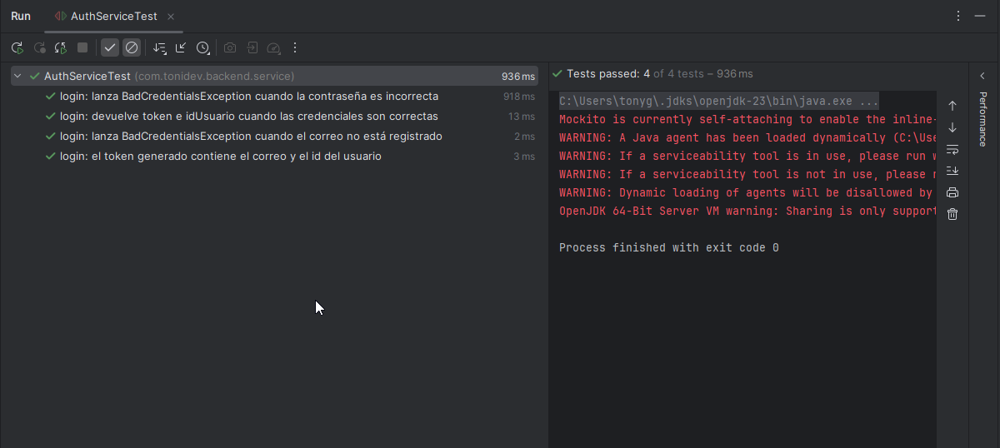 Run
AuthServiceTest
AuthServiceTest (com.tonidev.backend.service) 936 ms
login: lanza BadCredentialsException cuando la contraseña es incorrecta 918 ms
login: devuelve token e idUsuario cuando las credenciales son correctas 13 ms
login: lanza BadCredentialsException cuando el correo no está registrado 2 ms
login: el token generado contiene el correo y el id del usuario 3 ms
Tests passed: 4 of 4 tests – 936 ms
C:\Users\tonyg\.jdks\openjdk-23\bin\java.exe ...
Mockito is currently self-attaching to enable the inline-
WARNING: A Java agent has been loaded dynamically (C:\Use
WARNING: If a serviceability tool is in use, please run w
WARNING: If a serviceability tool is not in use, please r
WARNING: Dynamic loading of agents will be disallowed by
OpenJDK 64-Bit Server VM warning: Sharing is only support
Process finished with exit code 0
Performance